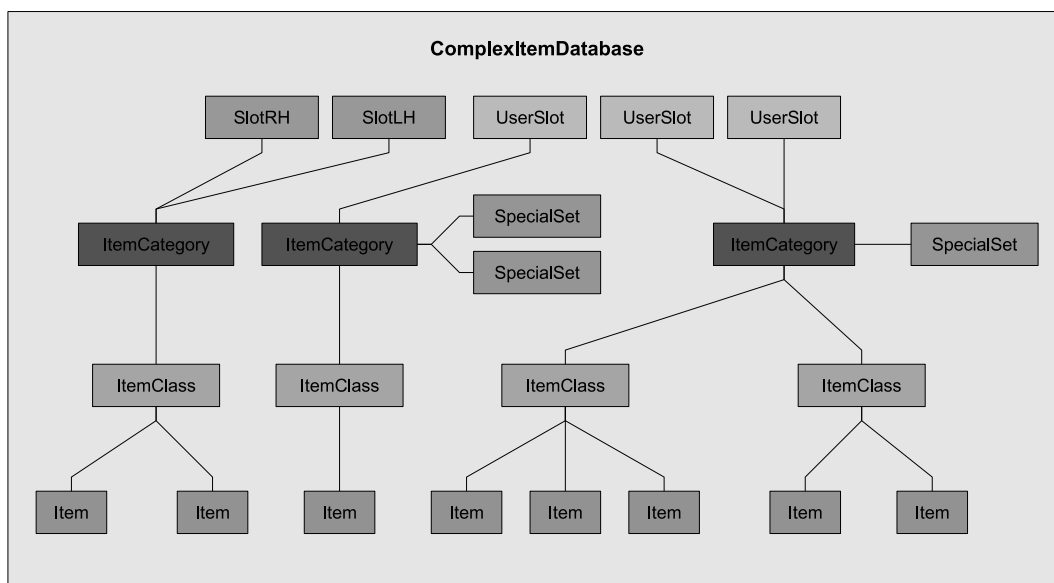 ComplexItemDatabase
SlotRH
SlotLH
UserSlot
UserSlot
UserSlot
SpecialSet
ItemCategory
ItemCategory
ItemCategory
SpecialSet
SpecialSet
ItemClass
ItemClass
ItemClass
ItemClass
Item
Item
Item
Item
Item
Item
Item
Item